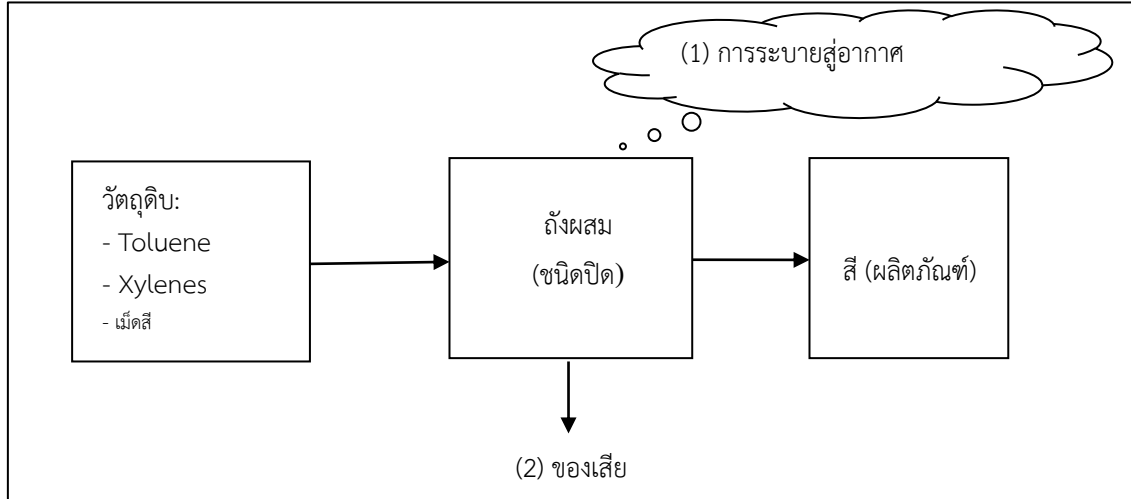 (1) การระบายสู่อากาศ
วัตถุดิบ:
- Toluene
- Xylenes
- เม็ดสี
ถังผสม
(ชนิดปิด)
สี (ผลิตภัณฑ์)
(2) ของเสีย